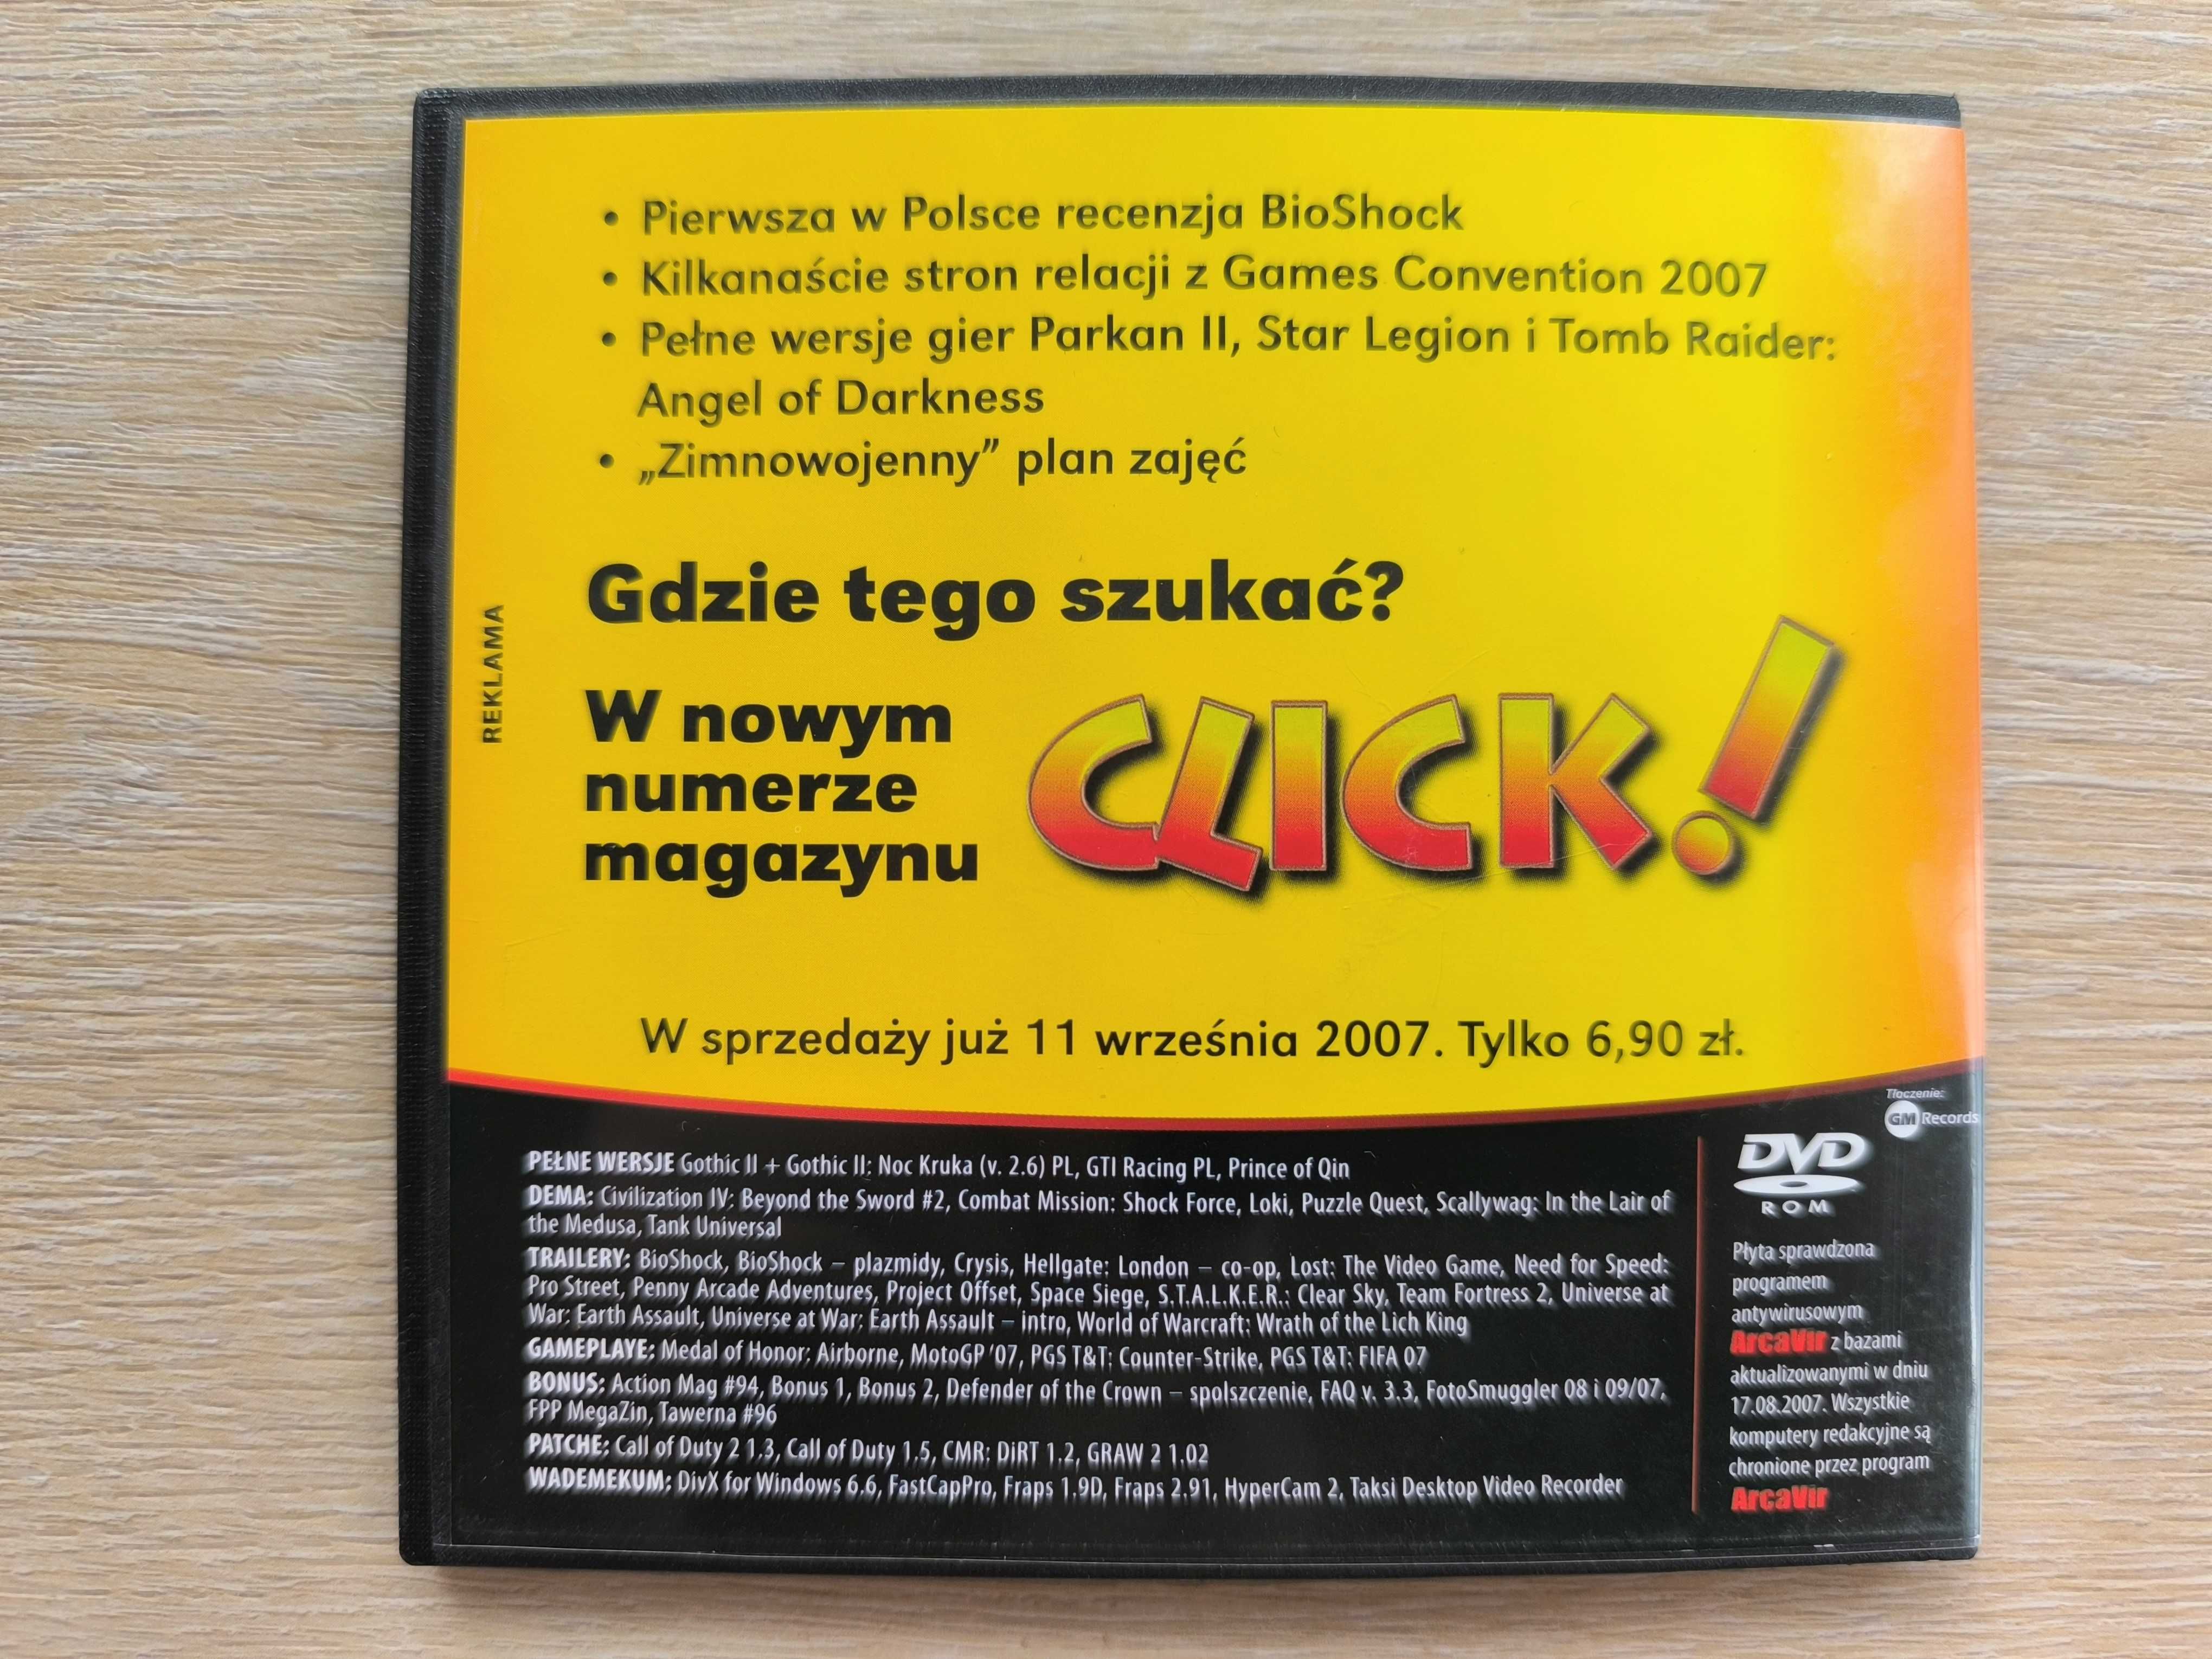 • Pierwsza w Polsce recenzja BioShock
• Kilkanaście stron relacji z Games Convention 2007
• Pełne wersje gier Parkan II, Star Legion i Tomb Raider:
Angel of Darkness
• „Zimnowojenny” plan zajęć
Gdzie tego szukać?
REKLAMA
W nowym
numerze
magazynu
CLICK!
W sprzedaży już 11 września 2007. Tylko 6,90 zł.
PEŁNE WERSJE Gothic II + Gothic II: Noc Kruka (v. 2.6) PL, GTI Racing PL, Prince of Qin
DEMA: Civilization IV: Beyond the Sword #2, Combat Mission: Shock Force, Loki, Puzzle Quest, Scallywag: In the Lair of
the Medusa, Tank Universal
TRAILERY: BioShock, BioShock – plazmidy, Crysis, Hellgate: London – co-op, Lost: The Video Game, Need for Speed:
Pro Street, Penny Arcade Adventures, Project Offset, Space Siege, S.T.A.L.K.E.R.: Clear Sky, Team Fortress 2, Universe at
War: Earth Assault, Universe at War: Earth Assault – intro, World of Warcraft: Wrath of the Lich King
GAMEPLAYE: Medal of Honor: Airborne, MotoGP '07, PGS T&T: Counter-Strike, PGS T&T: FIFA 07
BONUS: Action Mag #94, Bonus 1, Bonus 2, Defender of the Crown – spolszczenie, FAQ v. 3.3, FotoSmuggler 08 i 09/07,
FPP MegaZin, Tawerna #96
PATCHE: Call of Duty 2 1.3, Call of Duty 1.5, CMR: DiRT 1.2, GRAW 2 1.02
WADEMEKUM: DivX for Windows 6.6, FastCapPro, Fraps 1.9D, Fraps 2.91, HyperCam 2, Taksi Desktop Video Recorder
Tłoczenie:
GM Records
DVD
ROM
Płyta sprawdzona
programem
antywirusowym
ArcaVir z bazami
aktualizowanymi w dniu
17.08.2007. Wszystkie
komputery redakcyjne są
chronione przez program
ArcaVir